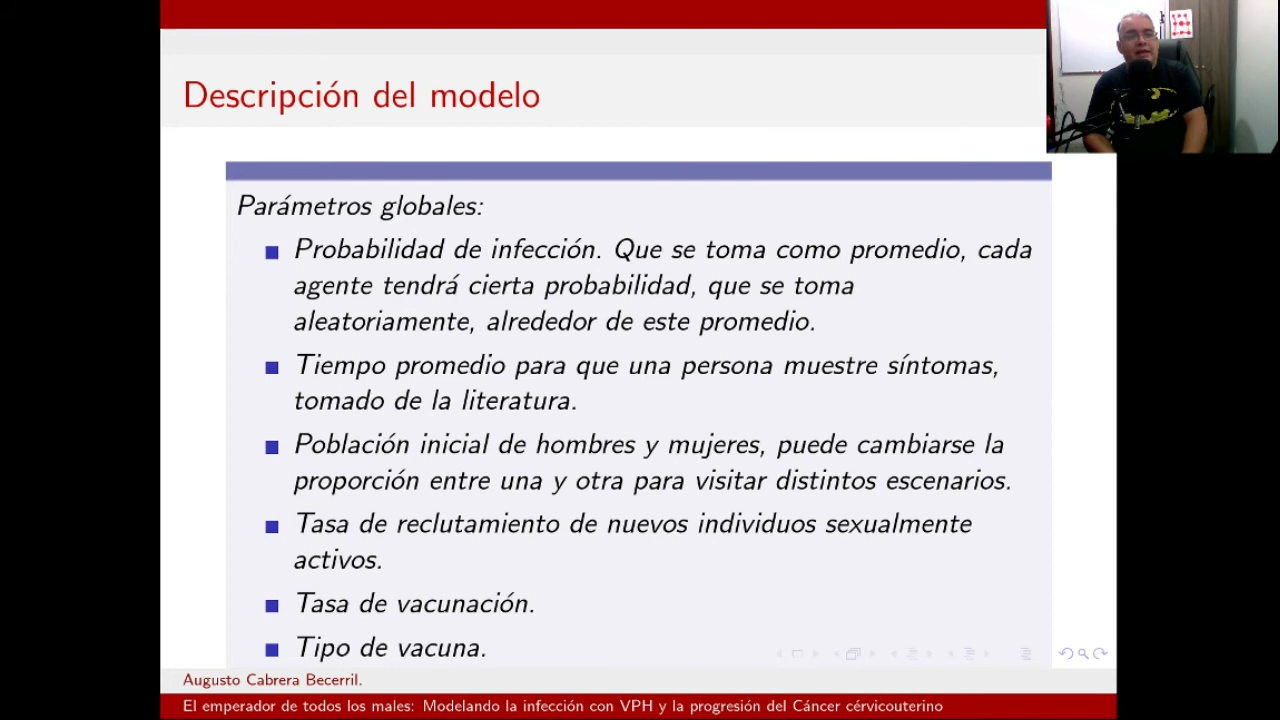 Descripción del modelo
Parámetros globales:
Probabilidad de infección. Que se toma como promedio, cada
agente tendrá cierta probabilidad, que se toma
aleatoriamente, alrededor de este promedio.
Tiempo promedio para que una persona muestre síntomas,
tomado de la literatura.
Población inicial de hombres y mujeres, puede cambiarse la
proporción entre una y otra para visitar distintos escenarios.
Tasa de reclutamiento de nuevos individuos sexualmente
activos.
Tasa de vacunación.
Tipo de vacuna.
Augusto Cabrera Becerril.
El emperador de todos los males: Modelando la infección con VPH y la progresión del Cáncer cérvicouterino